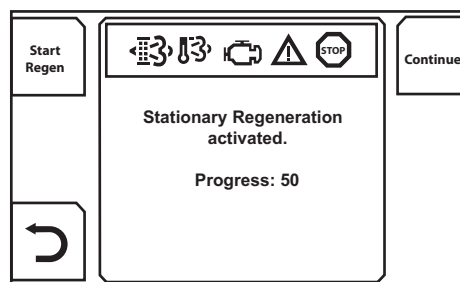 Start
Regen
STOP
Continue
Stationary Regeneration
activated.
Progress: 50